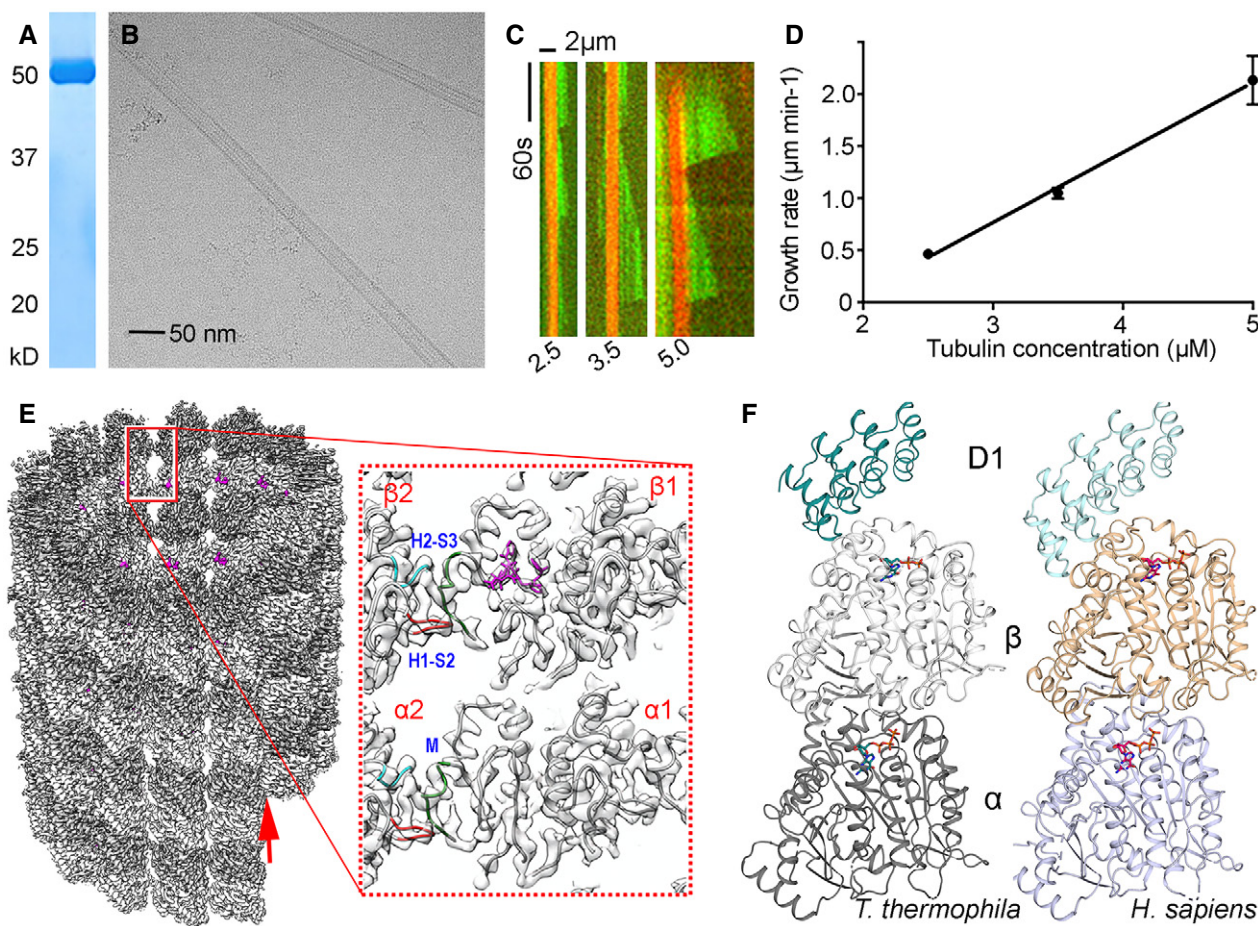 A
50
37
25
20
kD
B
50 nm
C
2μm
60s
2.5
3.5
5.0
D
Growth rate (μm min-1)
2.0
1.5
1.0
0.5
0
2
3
4
5
Tubulin concentration (μM)
E
β2
β1
H2-S3
H1-S2
α2
α1
M
F
D1
β
α
T. thermophila
H. sapiens